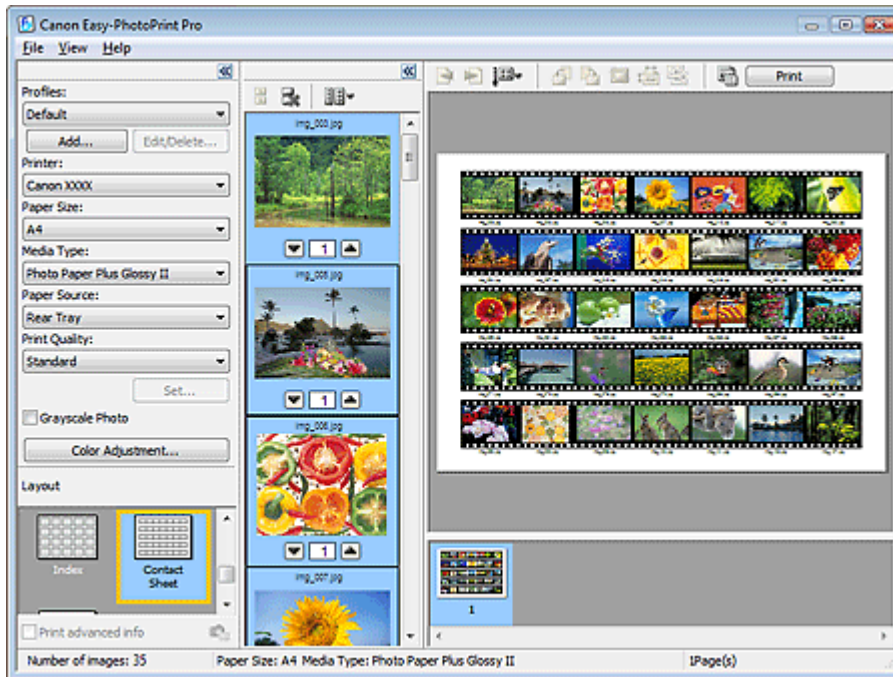 Canon Easy-PhotoPrint Pro
File View Help
Profiles:
Default
Add... Edit/Delete...
Printer:
Canon XXXX
Paper Size:
A4
Media Type:
Photo Paper Plus Glossy II
Paper Source:
Rear Tray
Print Quality:
Standard
Set...
Grayscale Photo
Color Adjustment...
Layout
Index
Contact
Sheet
Print advanced info
img_003.jpg
1
img_005.jpg
1
img_006.jpg
1
img_007.jpg
Print
1
Number of images: 35
Paper Size: A4 Media Type: Photo Paper Plus Glossy II
1Page(s)